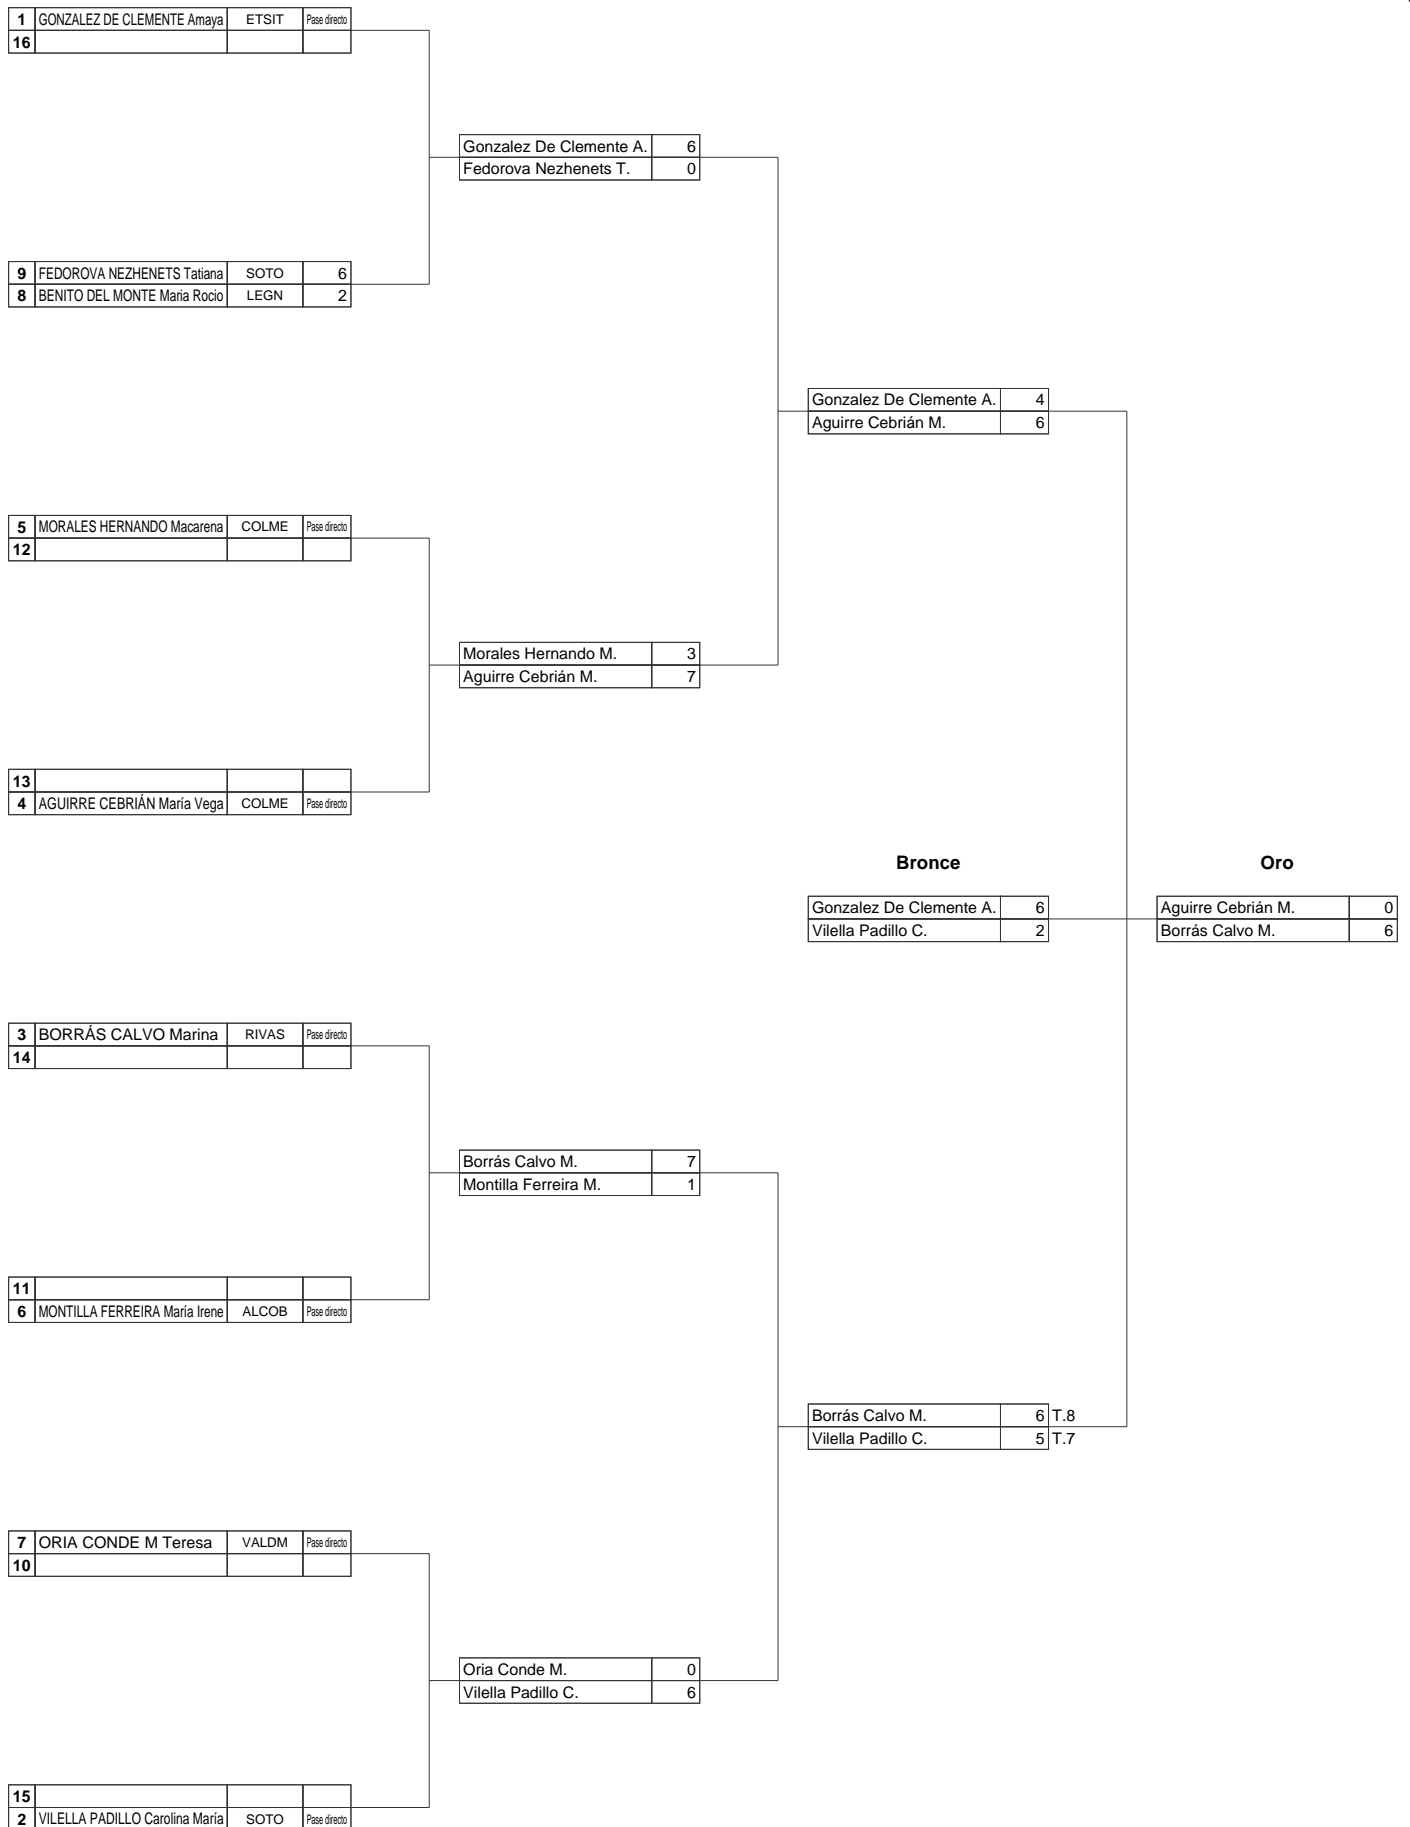 1 GONZALEZ DE CLEMENTE Amaya ETSIT Pase directo
16
Gonzalez De Clemente A. 6
Fedorova Nezhenets T. 0
9 FEDOROVA NEZHENETS Tatiana SOTO 6
8 BENITO DEL MONTE Maria Rocio LEGN 2
Gonzalez De Clemente A. 4
Aguirre Cebrián M. 6
5 MORALES HERNANDO Macarena COLME Pase directo
12
Morales Hernando M. 3
Aguirre Cebrián M. 7
13
4 AGUIRRE CEBRIÁN María Vega COLME Pase directo
Bronce Oro
Gonzalez De Clemente A. 6 Aguirre Cebrián M. 0
Vilella Padillo C. 2 Borrás Calvo M. 6
3 BORRÁS CALVO Marina RIVAS Pase directo
14
Borrás Calvo M. 7
Montilla Ferreira M. 1
11
6 MONTILLA FERREIRA María Irene ALCOB Pase directo
Borrás Calvo M. 6 T.8
Vilella Padillo C. 5 T.7
7 ORIA CONDE M Teresa VALDM Pase directo
10
Oria Conde M. 0
Vilella Padillo C. 6
15
2 VILELLA PADILLO Carolina María SOTO Pase directo